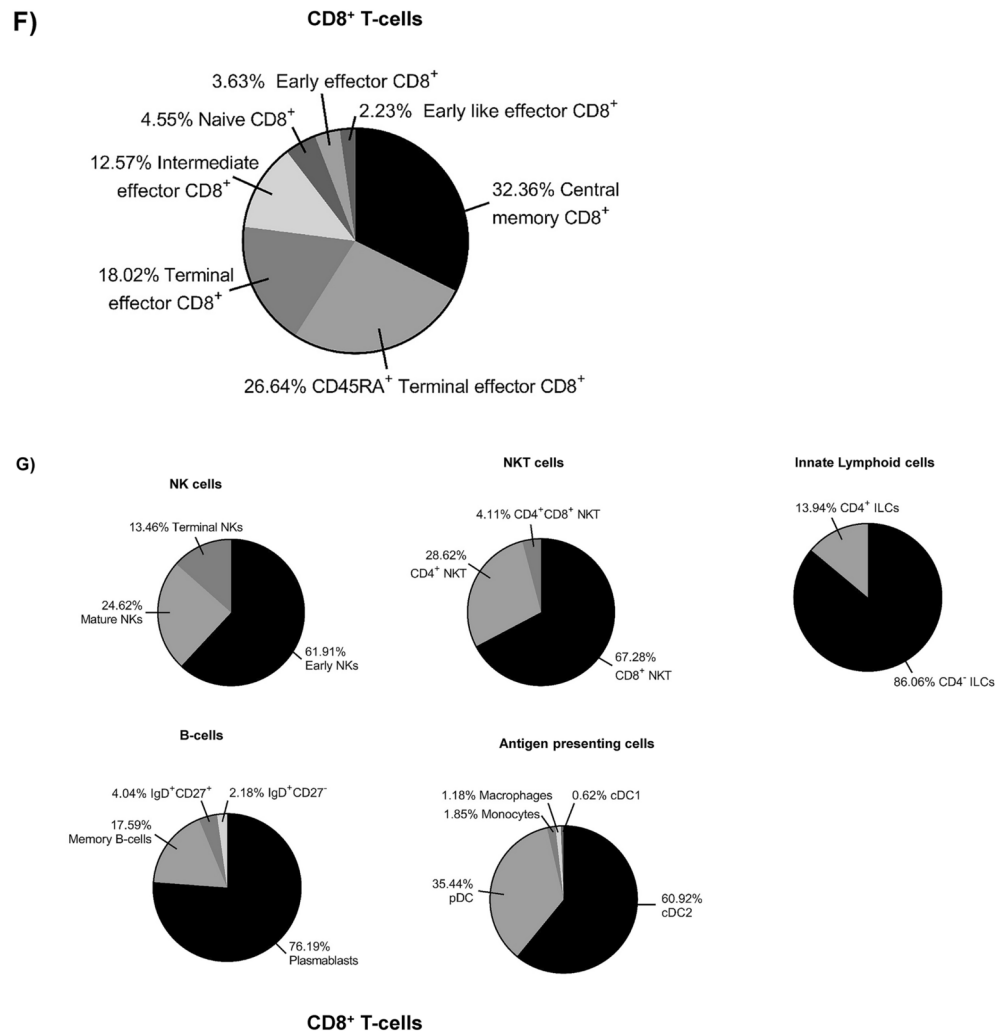 F)
CD8⁺ T-cells
3.63% Early effector CD8⁺
4.55% Naive CD8⁺
2.23% Early like effector CD8⁺
12.57% Intermediate
effector CD8⁺
32.36% Central
memory CD8⁺
18.02% Terminal
effector CD8⁺
26.64% CD45RA⁺ Terminal effector CD8⁺
G)
NK cells
13.46% Terminal NKs
24.62%
Mature NKs
61.91%
Early NKs
NKT cells
4.11% CD4⁺CD8⁺ NKT
28.62%
CD4⁺ NKT
67.28%
CD8⁺ NKT
Innate Lymphoid cells
13.94% CD4⁺ ILCs
86.06% CD4⁻ ILCs
B-cells
4.04% IgD⁺CD27⁺
2.18% IgD⁺CD27⁻
17.59%
Memory B-cells
76.19%
Plasmablasts
Antigen presenting cells
1.18% Macrophages
0.62% cDC1
1.85% Monocytes
35.44%
pDC
60.92%
cDC2
CD8⁺ T-cells